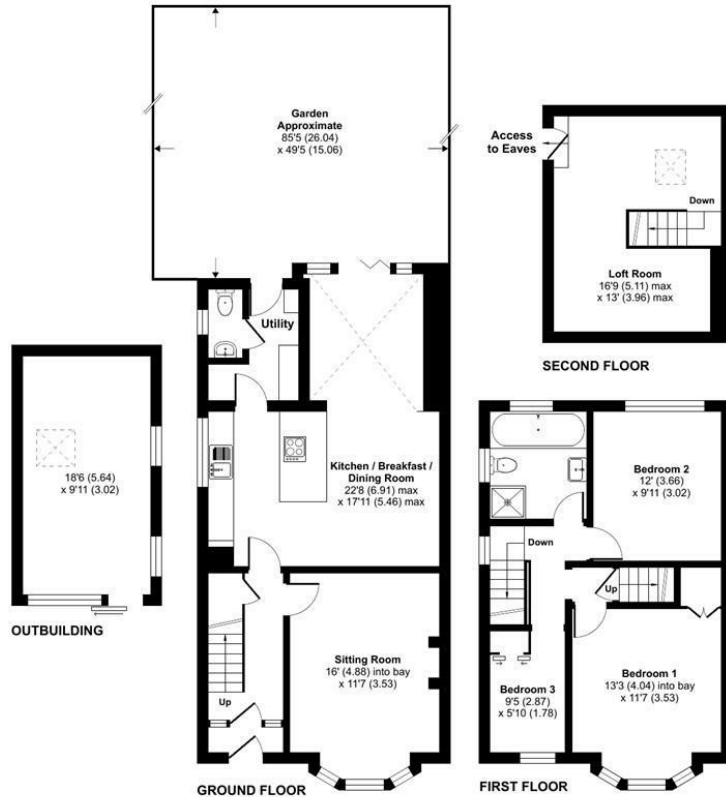 Garden
Approximate
85'5 (26.04)
x 49'5 (15.06)
Access
to Eaves
Down
Loft Room
16'9 (5.11) max
x 13' (3.96) max
SECOND FLOOR
Utility
18'6 (5.64)
x 9'11 (3.02)
OUTBUILDING
Kitchen / Breakfast /
Dining Room
22'8 (6.91) max
x 17'11 (5.46) max
Sitting Room
16' (4.88) into bay
x 11'7 (3.53)
Up
GROUND FLOOR
Bedroom 2
12' (3.66)
x 9'11 (3.02)
Down
Up
Bedroom 1
13'3 (4.04) into bay
x 11'7 (3.53)
Bedroom 3
9'5 (2.87)
x 5'10 (1.78)
FIRST FLOOR